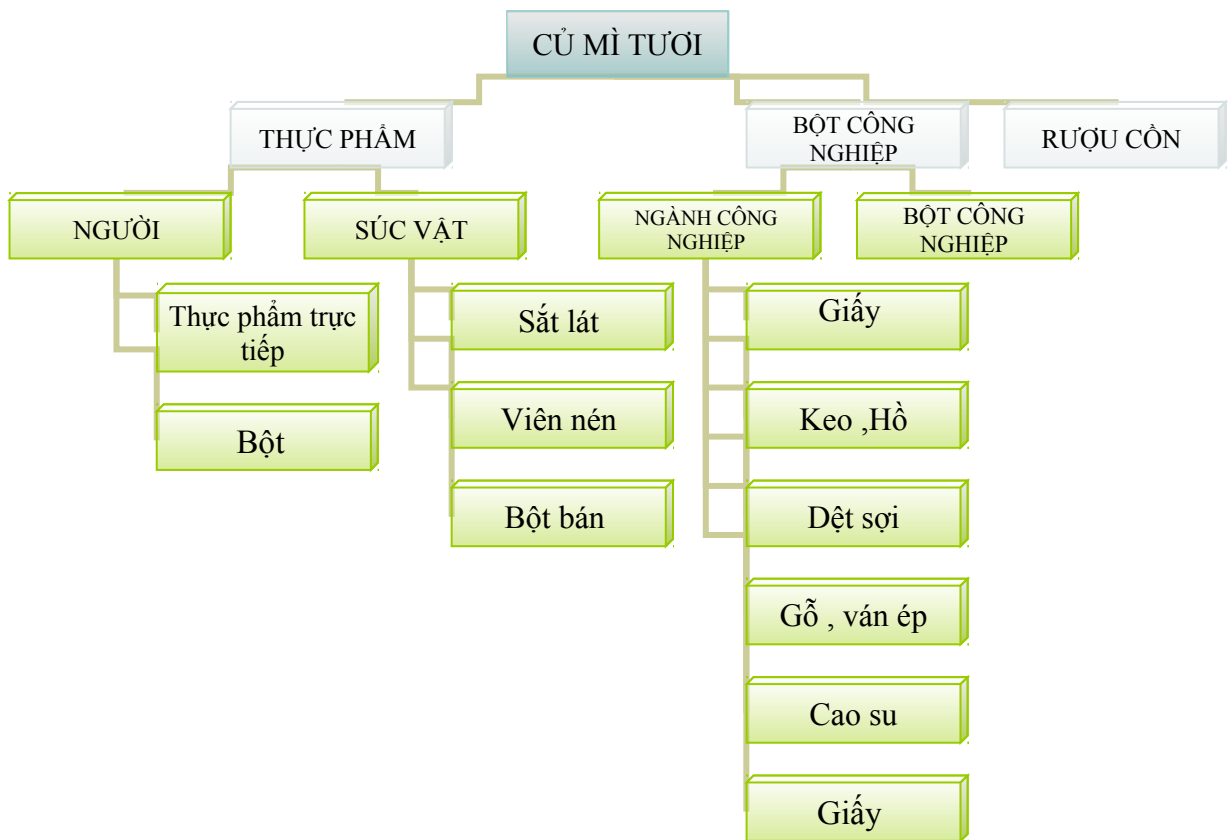 CỦ MÌ TƯƠI
THỰC PHẨM
BỘT CÔNG
NGHIỆP
RƯỢU CỒN
NGƯỜI
SÚC VẬT
NGÀNH CÔNG
NGHIỆP
BỘT CÔNG
NGHIỆP
Thực phẩm trực
tiếp
Bột
Sắt lát
Viên nén
Bột bán
Giấy
Keo ,Hồ
Dệt sợi
Gỗ , ván ép
Cao su
Giấy